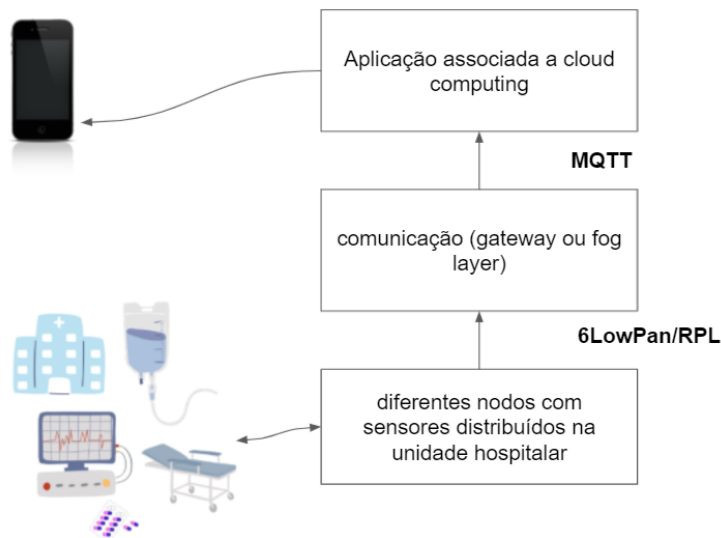 Aplicação associada a cloud
computing
MQTT
comunicação (gateway ou fog
layer)
6LowPan/RPL
diferentes nodos com
sensores distribuídos na
unidade hospitalar